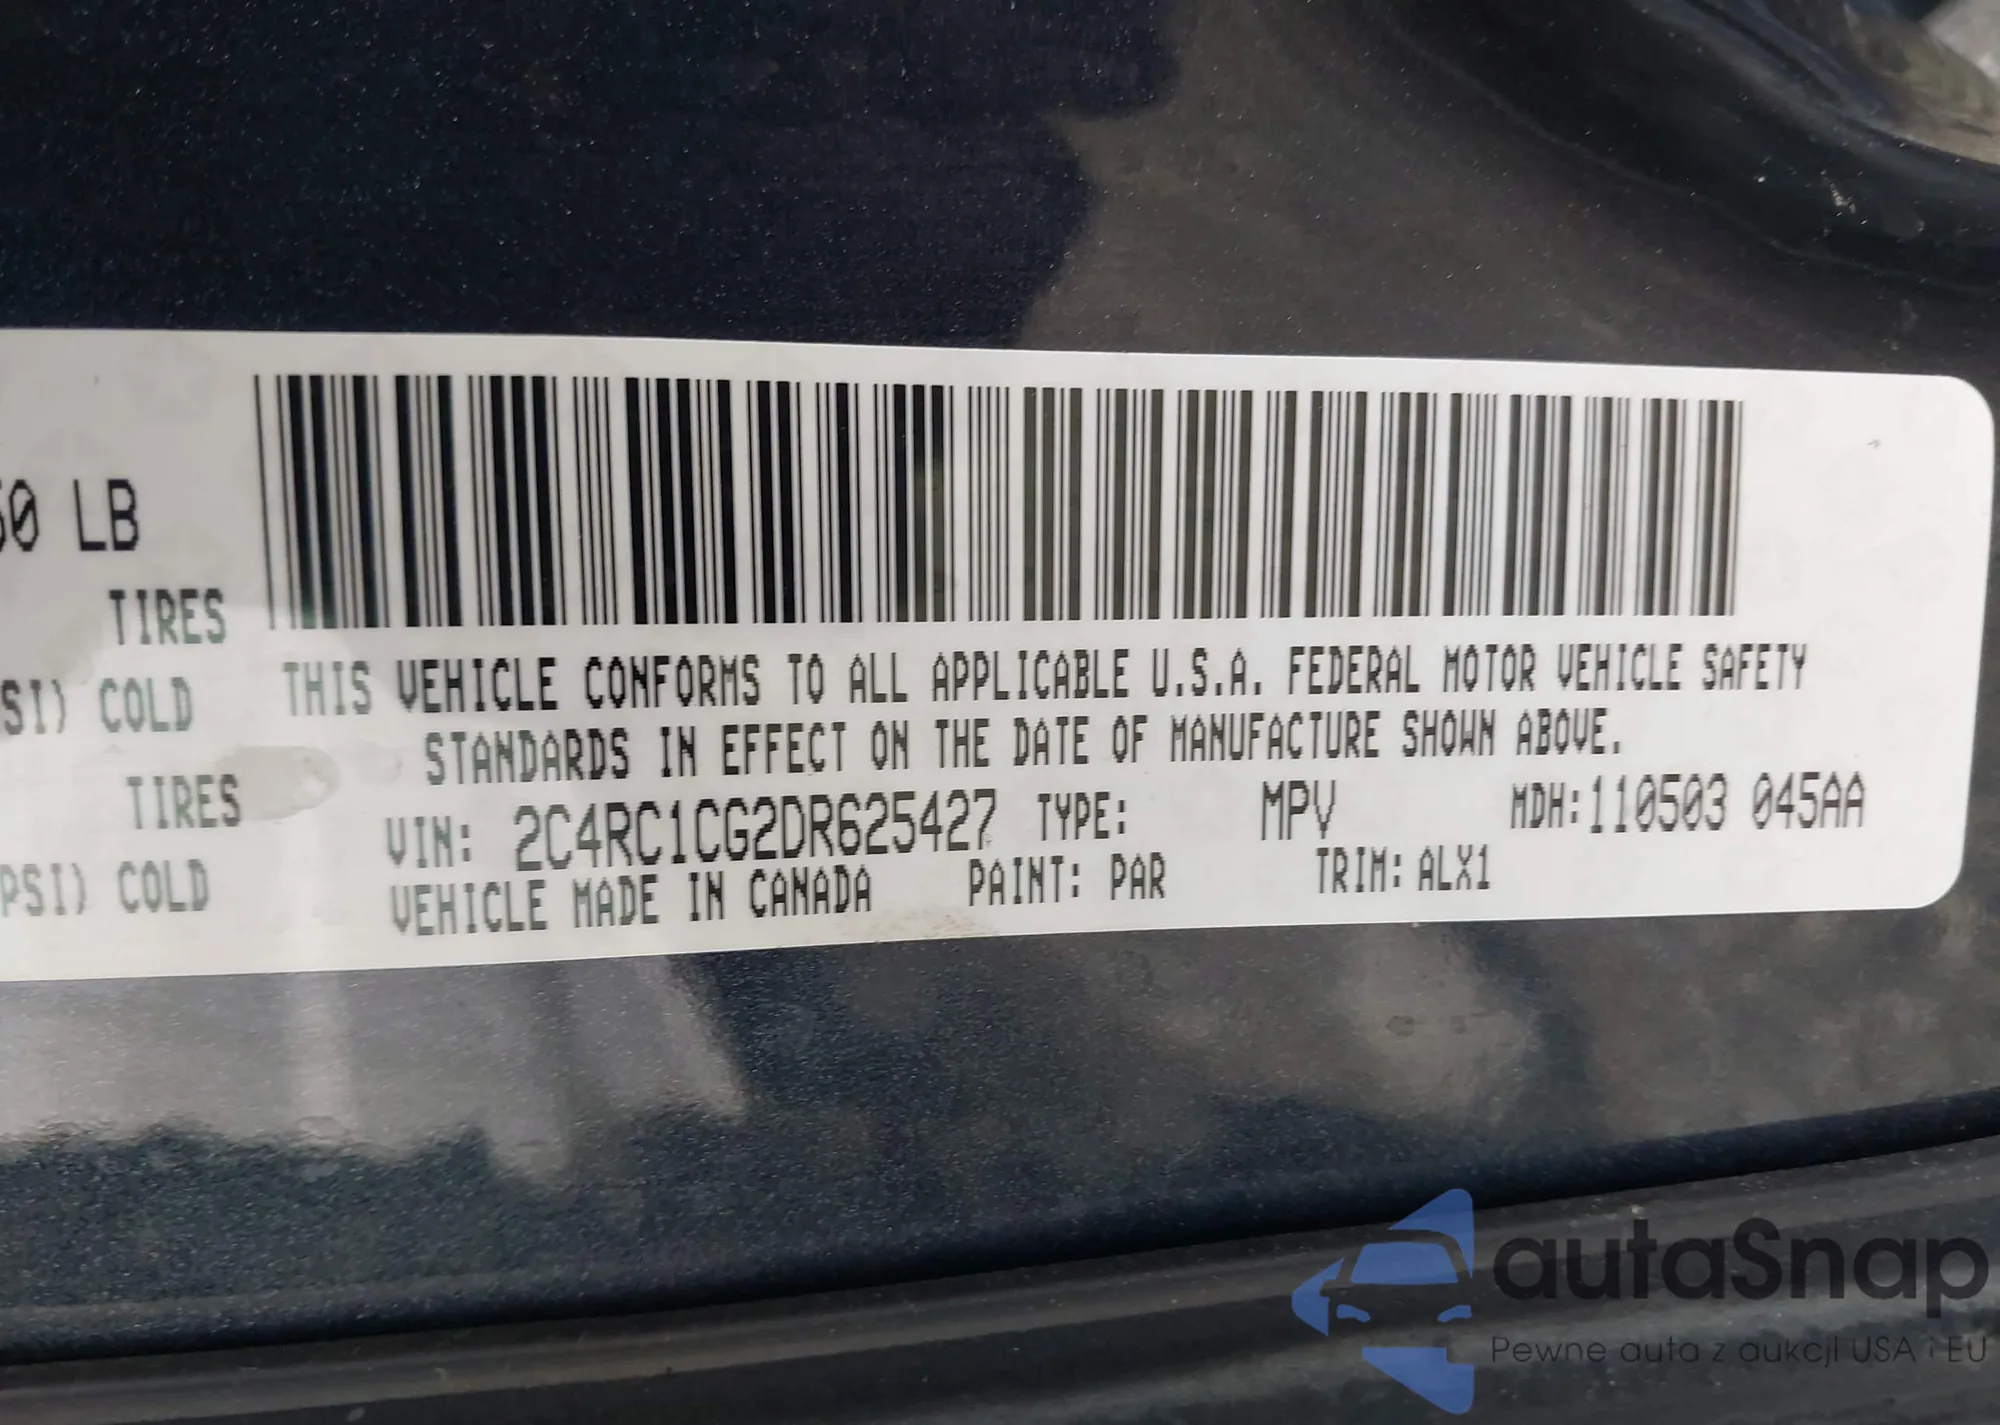 0 LB
TIRES
SI) COLD
TIRES
PSI) COLD
THIS VEHICLE CONFORMS TO ALL APPLICABLE U.S.A. FEDERAL MOTOR VEHICLE SAFETY
STANDARDS IN EFFECT ON THE DATE OF MANUFACTURE SHOWN ABOVE.
VIN: 2C4RC1CG2DR625427 TYPE: MPV MDH:110503 045AA
VEHICLE MADE IN CANADA PAINT: PAR TRIM: ALX1
autaSnap
Pewne auta z aukcji USA i EU